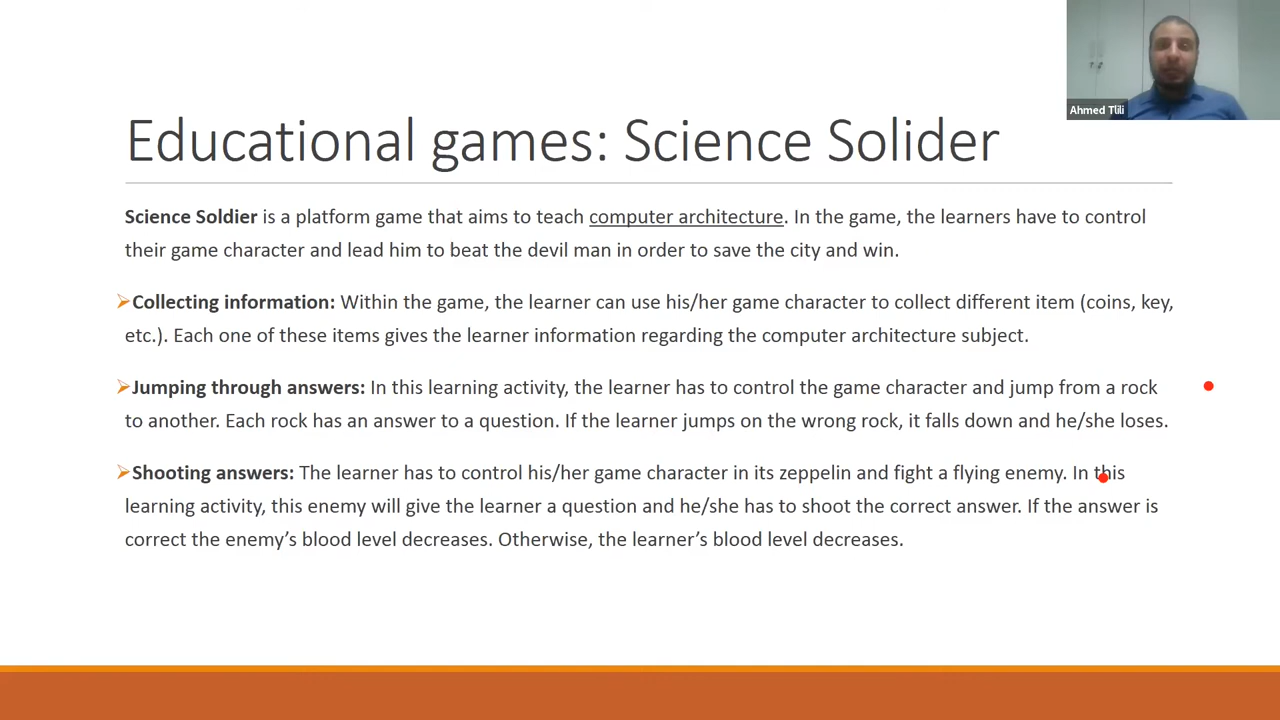 Ahmed Tlili
Educational games: Science Solider
Science Soldier is a platform game that aims to teach computer architecture. In the game, the learners have to control
their game character and lead him to beat the devil man in order to save the city and win.
➢Collecting information: Within the game, the learner can use his/her game character to collect different item (coins, key,
etc.). Each one of these items gives the learner information regarding the computer architecture subject.
➢Jumping through answers: In this learning activity, the learner has to control the game character and jump from a rock
to another. Each rock has an answer to a question. If the learner jumps on the wrong rock, it falls down and he/she loses.
➢Shooting answers: The learner has to control his/her game character in its zeppelin and fight a flying enemy. In this
learning activity, this enemy will give the learner a question and he/she has to shoot the correct answer. If the answer is
correct the enemy's blood level decreases. Otherwise, the learner's blood level decreases.